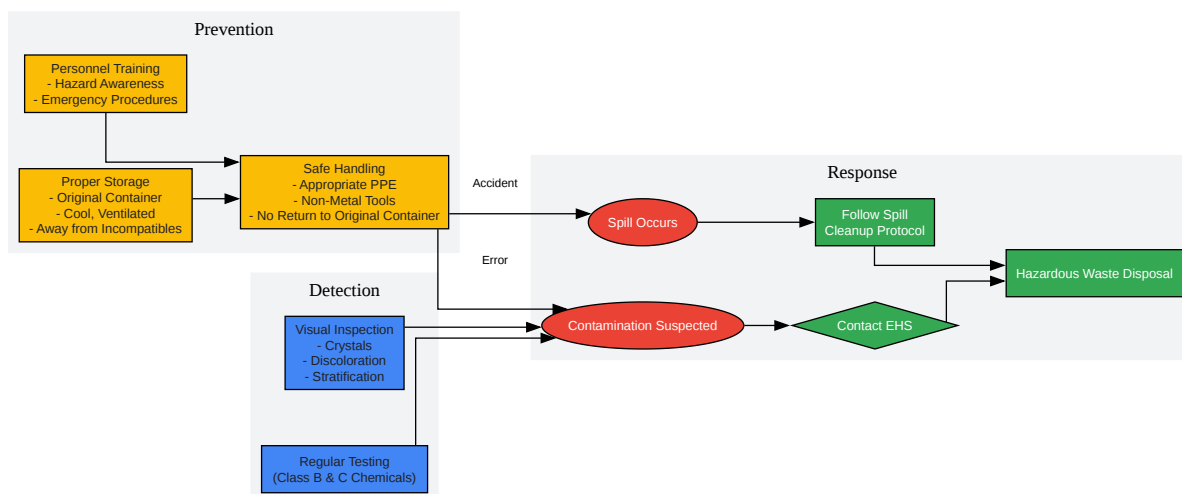 Prevention
Personnel Training
- Hazard Awareness
- Emergency Procedures
Proper Storage
- Original Container
- Cool, Ventilated
- Away from Incompatibles
Safe Handling
- Appropriate PPE
- Non-Metal Tools
- No Return to Original Container
Accident
Error
Detection
Visual Inspection
- Crystals
- Discoloration
- Stratification
Regular Testing
(Class B & C Chemicals)
Response
Spill Occurs
Follow Spill
Cleanup Protocol
Contamination Suspected
Contact EHS
Hazardous Waste Disposal